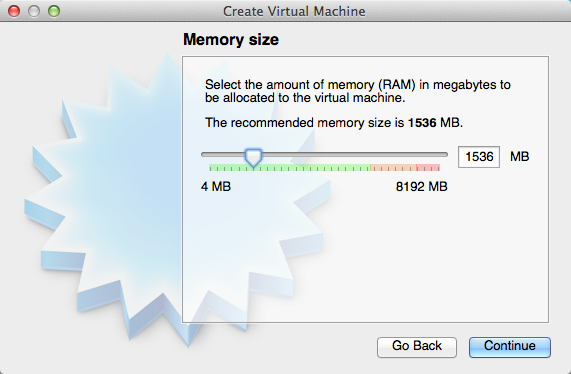 Create Virtual Machine
Memory size
Select the amount of memory (RAM) in megabytes to
be allocated to the virtual machine.
The recommended memory size is 1536 MB.
1536 MB
4 MB 8192 MB
Go Back Continue